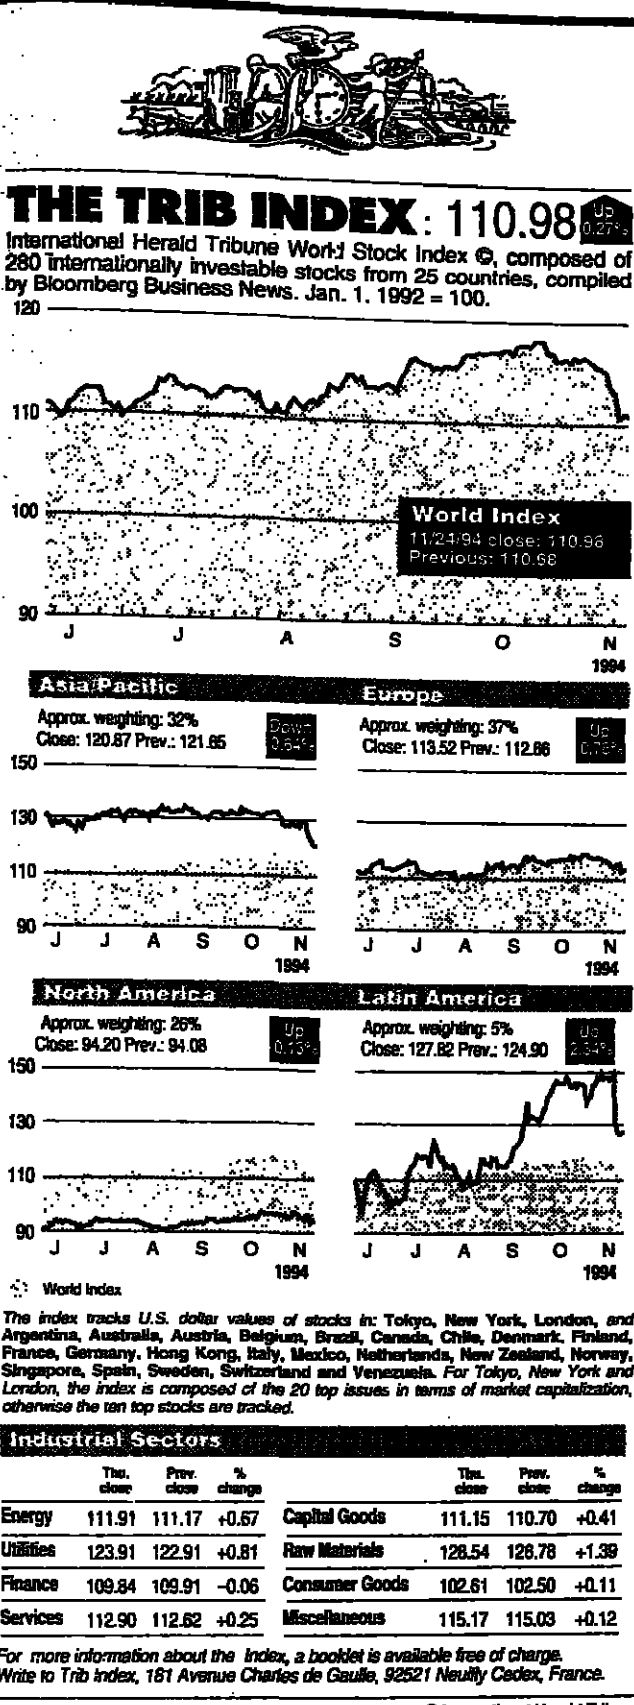 THE TRIB INDEX: 110.98 Up 0.27%
International Herald Tribune World Stock Index ©, composed of
280 internationally investable stocks from 25 countries, compiled
by Bloomberg Business News. Jan. 1, 1992 = 100.
120
110
100
90
World Index
11/24/94 close: 110.98
Previous: 110.68
J J A S O N
1994
Asia/Pacific
Approx. weighting: 32%
Close: 120.87 Prev.: 121.65
Down 0.64%
150
130
110
90
J J A S O N
1994
Europe
Approx. weighting: 37%
Close: 113.52 Prev.: 112.66
Up
J J A S O N
1994
North America
Approx. weighting: 26%
Close: 94.20 Prev.: 94.08
Up 0.13%
150
130
110
90
J J A S O N
1994
Latin America
Approx. weighting: 5%
Close: 127.82 Prev.: 124.90
Up 2.34%
J J A S O N
1994
World Index
The index tracks U.S. dollar values of stocks in: Tokyo, New York, London, and
Argentina, Australia, Austria, Belgium, Brazil, Canada, Chile, Denmark, Finland,
France, Germany, Hong Kong, Italy, Mexico, Netherlands, New Zealand, Norway,
Singapore, Spain, Sweden, Switzerland and Venezuela. For Tokyo, New York and
London, the index is composed of the 20 top issues in terms of market capitalization,
otherwise the ten top stocks are tracked.
Industrial Sectors
Thu. close Prev. close % change Thu. close Prev. close % change
Energy 111.91 111.17 +0.67 Capital Goods 111.15 110.70 +0.41
Utilities 123.91 122.91 +0.81 Raw Materials 128.54 126.78 +1.39
Finance 109.84 109.91 –0.06 Consumer Goods 102.61 102.50 +0.11
Services 112.90 112.62 +0.25 Miscellaneous 115.17 115.03 +0.12
For more information about the Index, a booklet is available free of charge.
Write to Trib Index, 181 Avenue Charles de Gaulle, 92521 Neuilly Cedex, France.